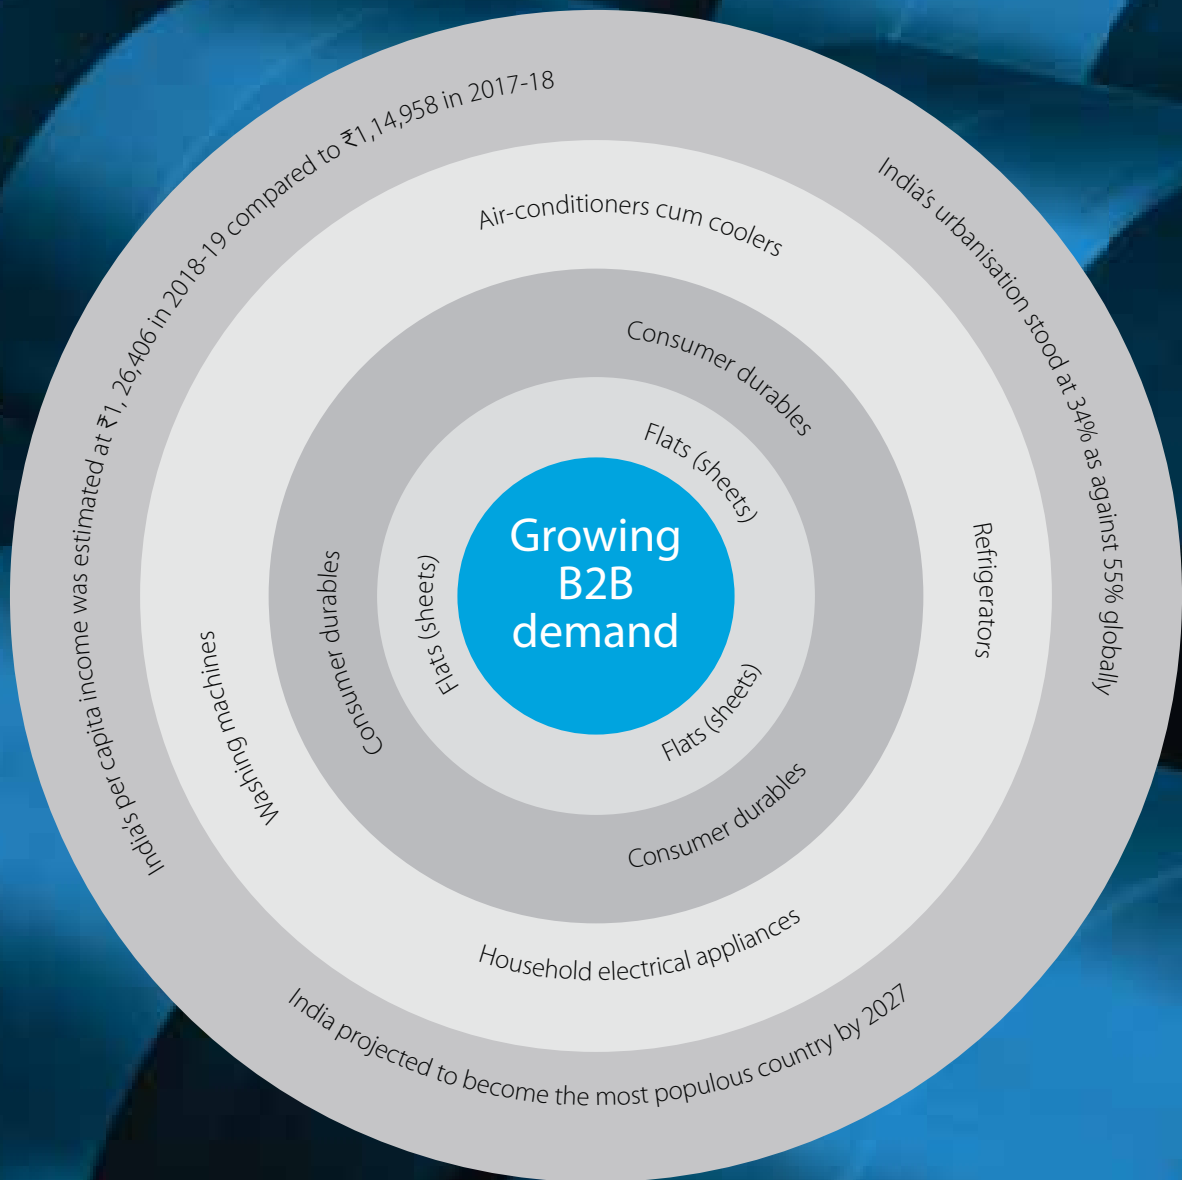 India's per capita income was estimated at ₹1, 26,406 in 2018-19 compared to ₹1,14,958 in 2017-18
India's urbanisation stood at 34% as against 55% globally
India projected to become the most populous country by 2027
Air-conditioners cum coolers
Refrigerators
Household electrical appliances
Washing machines
Consumer durables
Consumer durables
Consumer durables
Flats (sheets)
Flats (sheets)
Flats (sheets)
Growing
B2B
demand